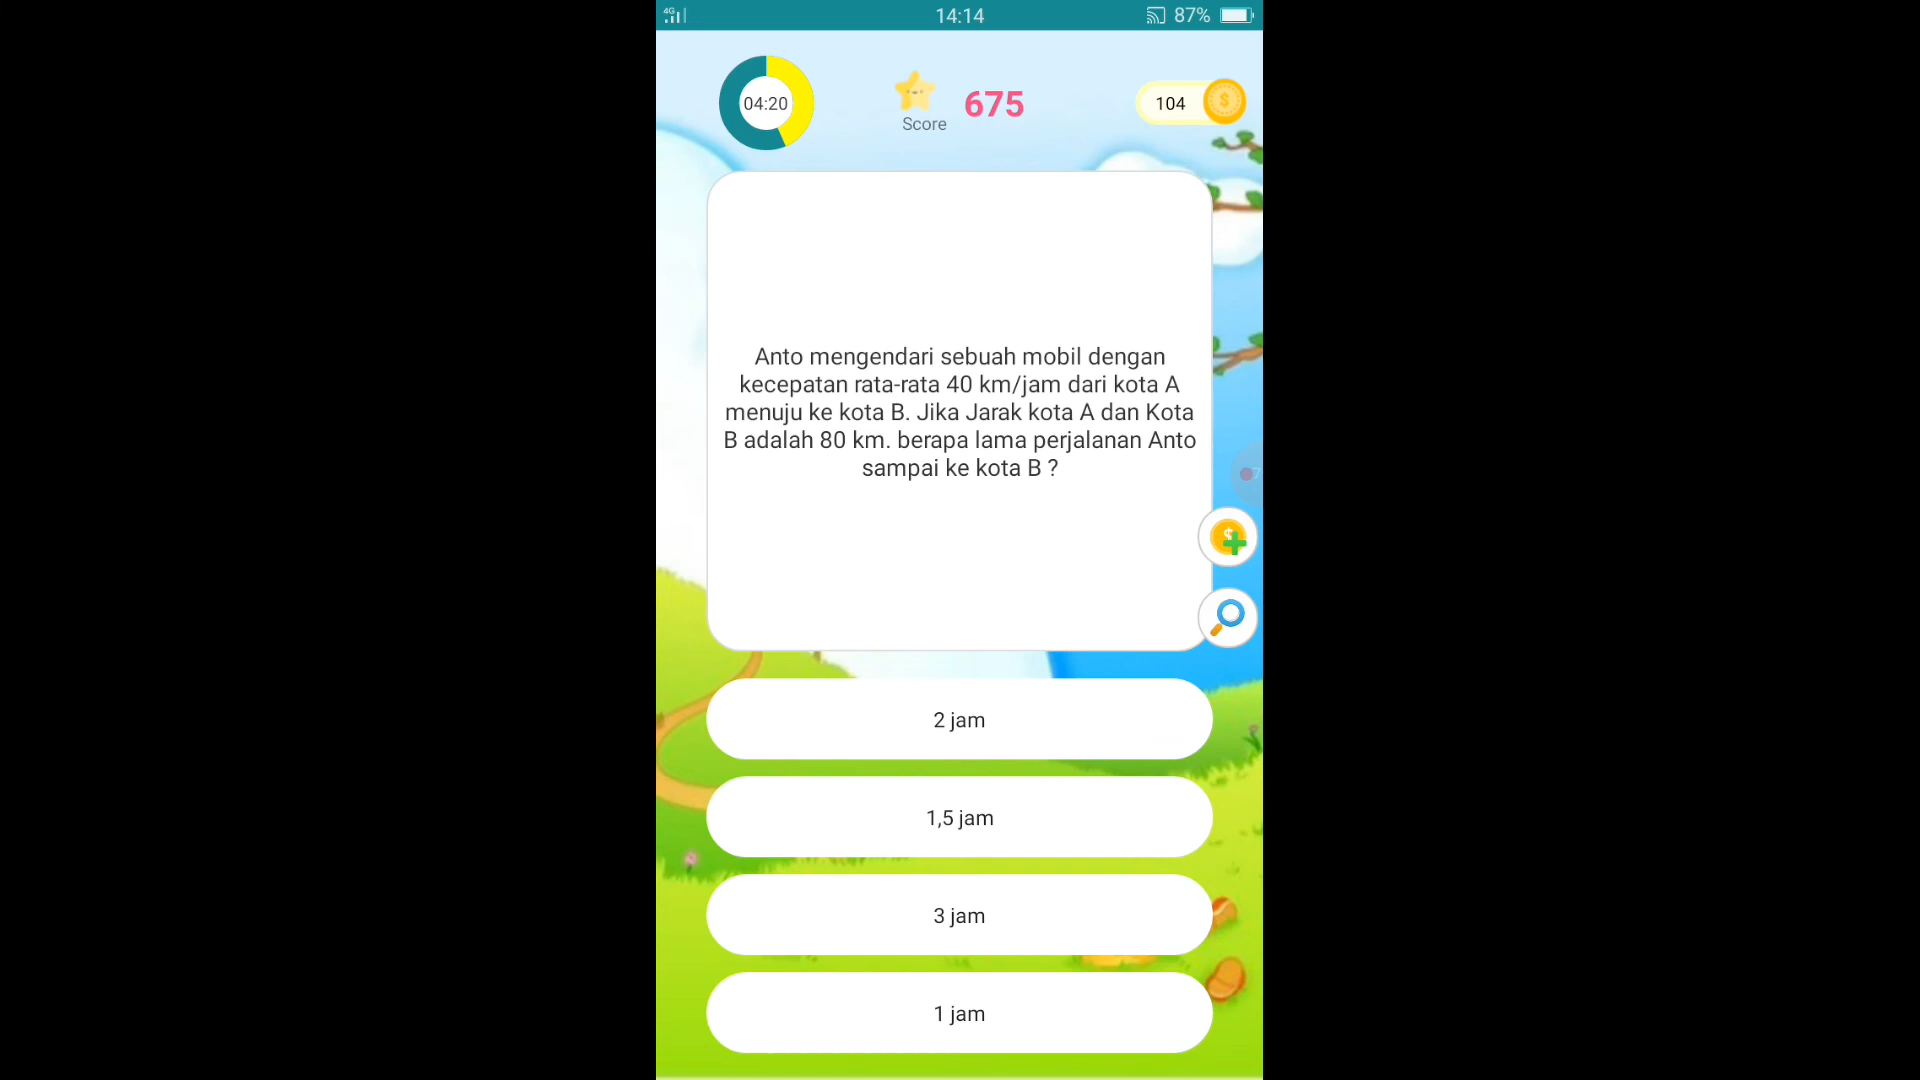 4G
14:14
87%
04:20
Score
675
104
Anto mengendari sebuah mobil dengan
kecepatan rata-rata 40 km/jam dari kota A
menuju ke kota B. Jika Jarak kota A dan Kota
B adalah 80 km. berapa lama perjalanan Anto
sampai ke kota B ?
2 jam
1,5 jam
3 jam
1 jam